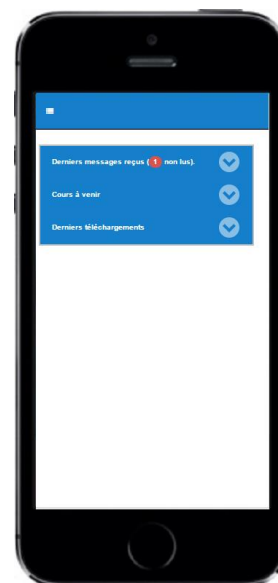 Derniers messages reçus (1 non lus).
Cours à venir
Derniers téléchargements